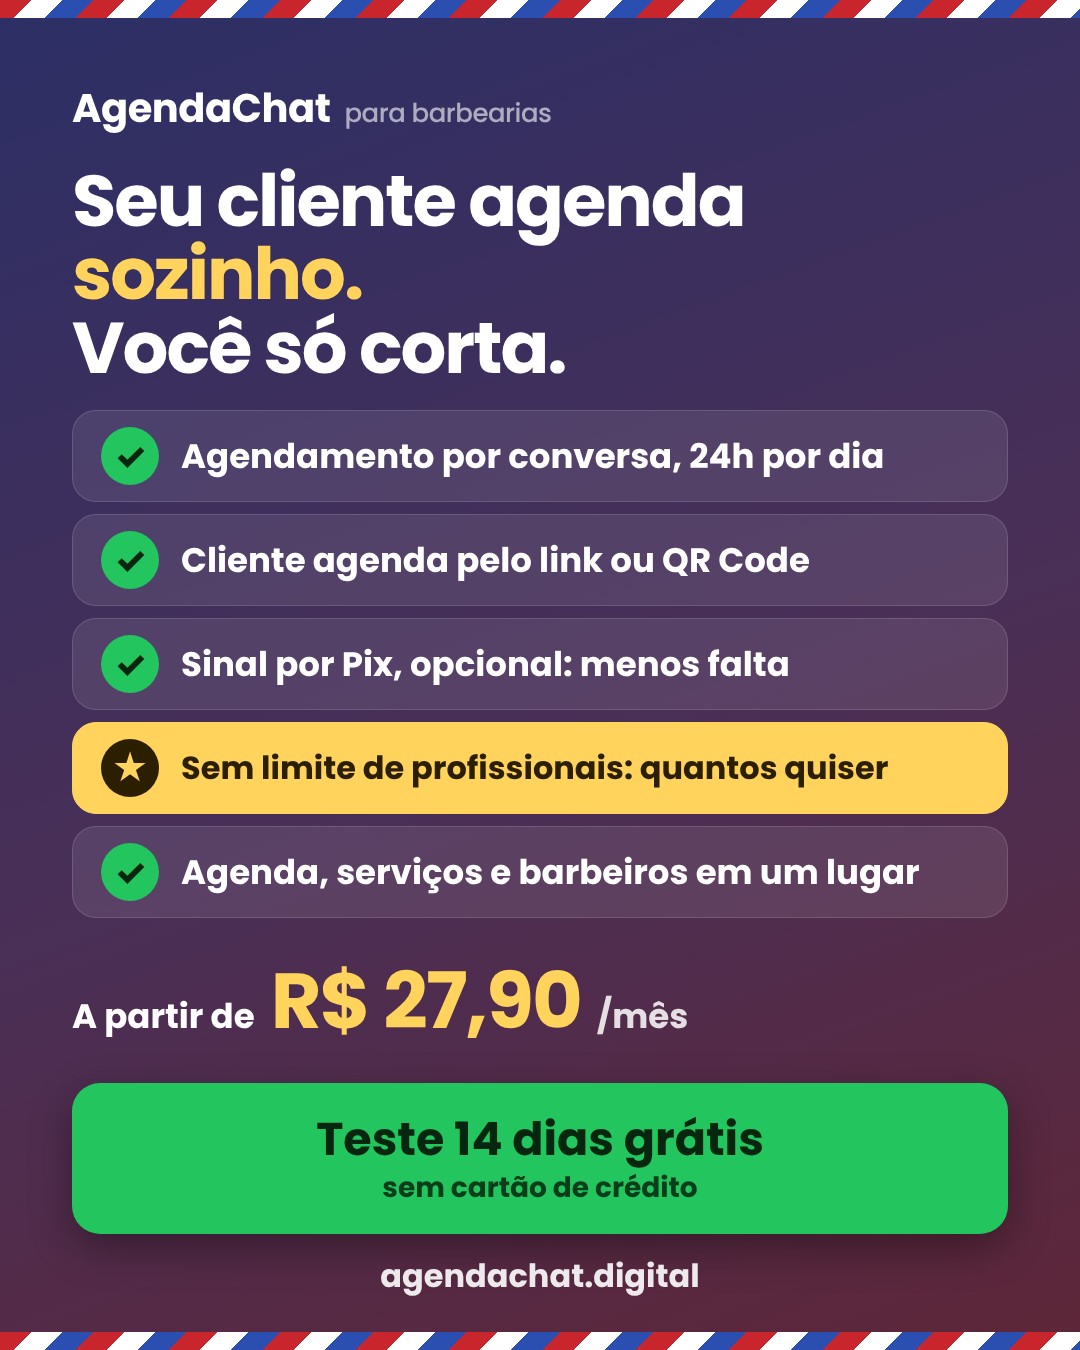 AgendaChat para barbearias
Seu cliente agenda
sozinho.
Você só corta.
Agendamento por conversa, 24h por dia
Cliente agenda pelo link ou QR Code
Sinal por Pix, opcional: menos falta
Sem limite de profissionais: quantos quiser
Agenda, serviços e barbeiros em um lugar
A partir de R$ 27,90 /mês
Teste 14 dias grátis
sem cartão de crédito
agendachat.digital